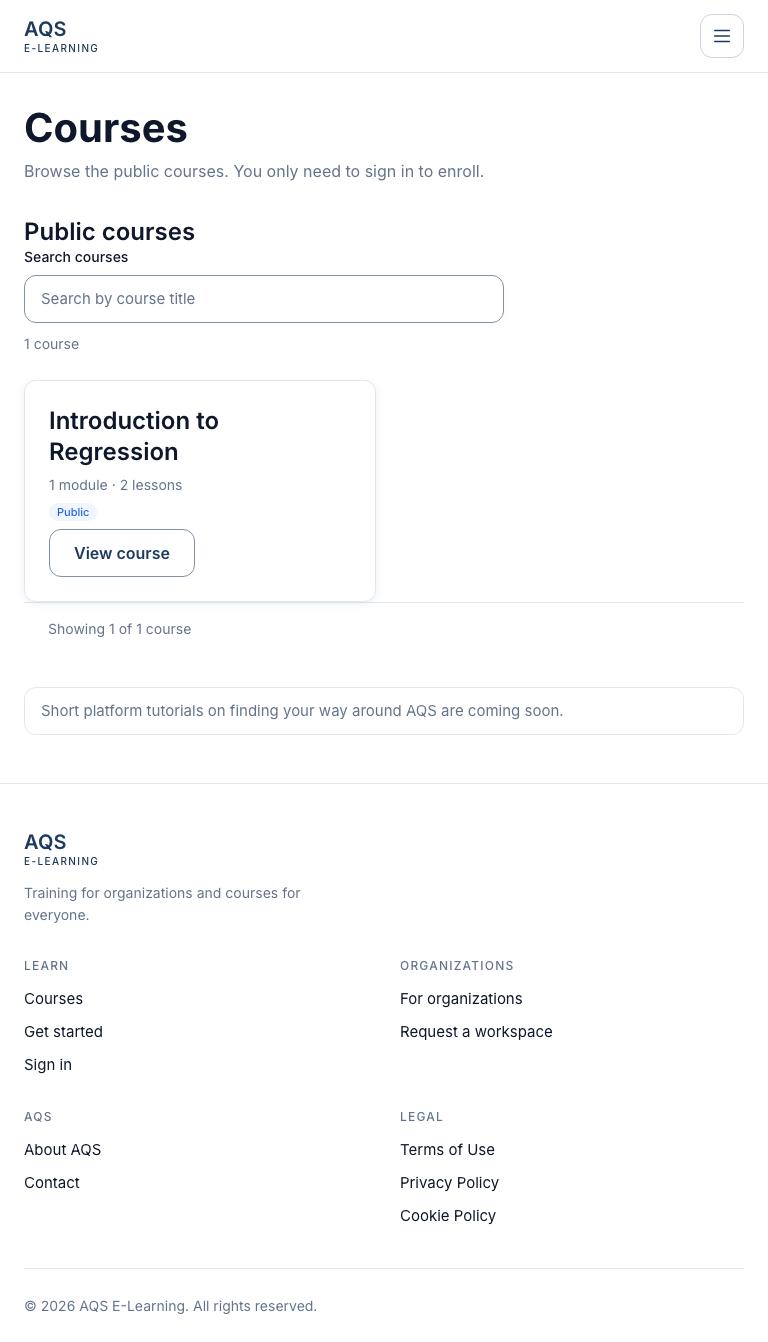 AQS
E-LEARNING
Courses
Browse the public courses. You only need to sign in to enroll.
Public courses
Search courses
Search by course title
1 course
Introduction to
Regression
1 module · 2 lessons
Public
View course
Showing 1 of 1 course
Short platform tutorials on finding your way around AQS are coming soon.
AQS
E-LEARNING
Training for organizations and courses for
everyone.
LEARN
Courses
Get started
Sign in
ORGANIZATIONS
For organizations
Request a workspace
AQS
About AQS
Contact
LEGAL
Terms of Use
Privacy Policy
Cookie Policy
© 2026 AQS E-Learning. All rights reserved.